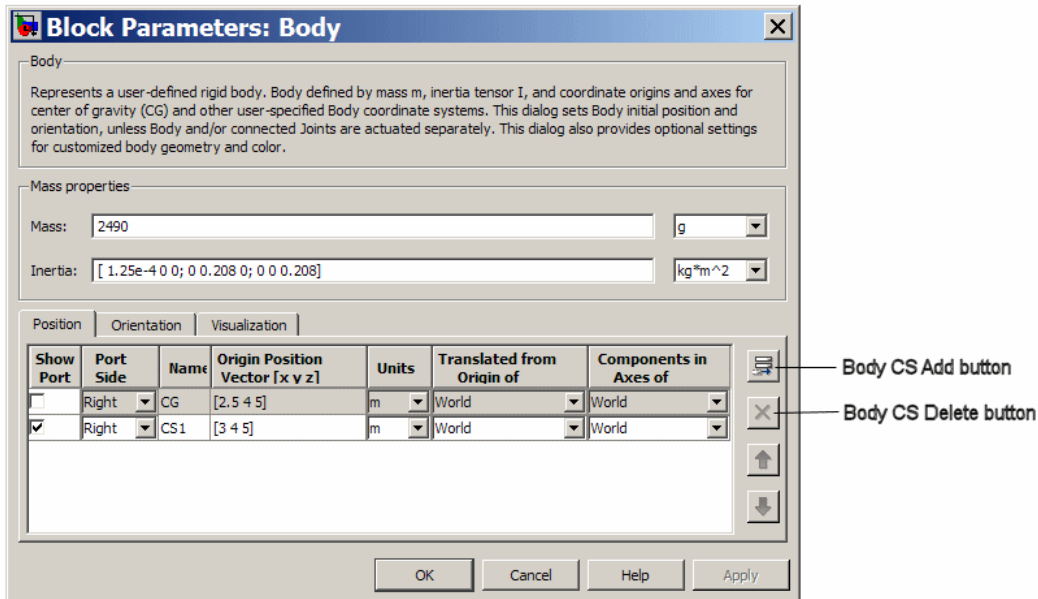 Block Parameters: Body
Body
Represents a user-defined rigid body. Body defined by mass m, inertia tensor I, and coordinate origins and axes for
center of gravity (CG) and other user-specified Body coordinate systems. This dialog sets Body initial position and
orientation, unless Body and/or connected Joints are actuated separately. This dialog also provides optional settings
for customized body geometry and color.
Mass properties
Mass: 2490 g
Inertia: [ 1.25e-4 0 0; 0 0.208 0; 0 0 0.208] kg*m^2
Position Orientation Visualization
Show Port Port Side Name Origin Position Vector [x y z] Units Translated from Origin of Components in Axes of
Right CG [2.5 4 5] m World World
Right CS1 [3 4 5] m World World
Body CS Add button
Body CS Delete button
OK Cancel Help Apply